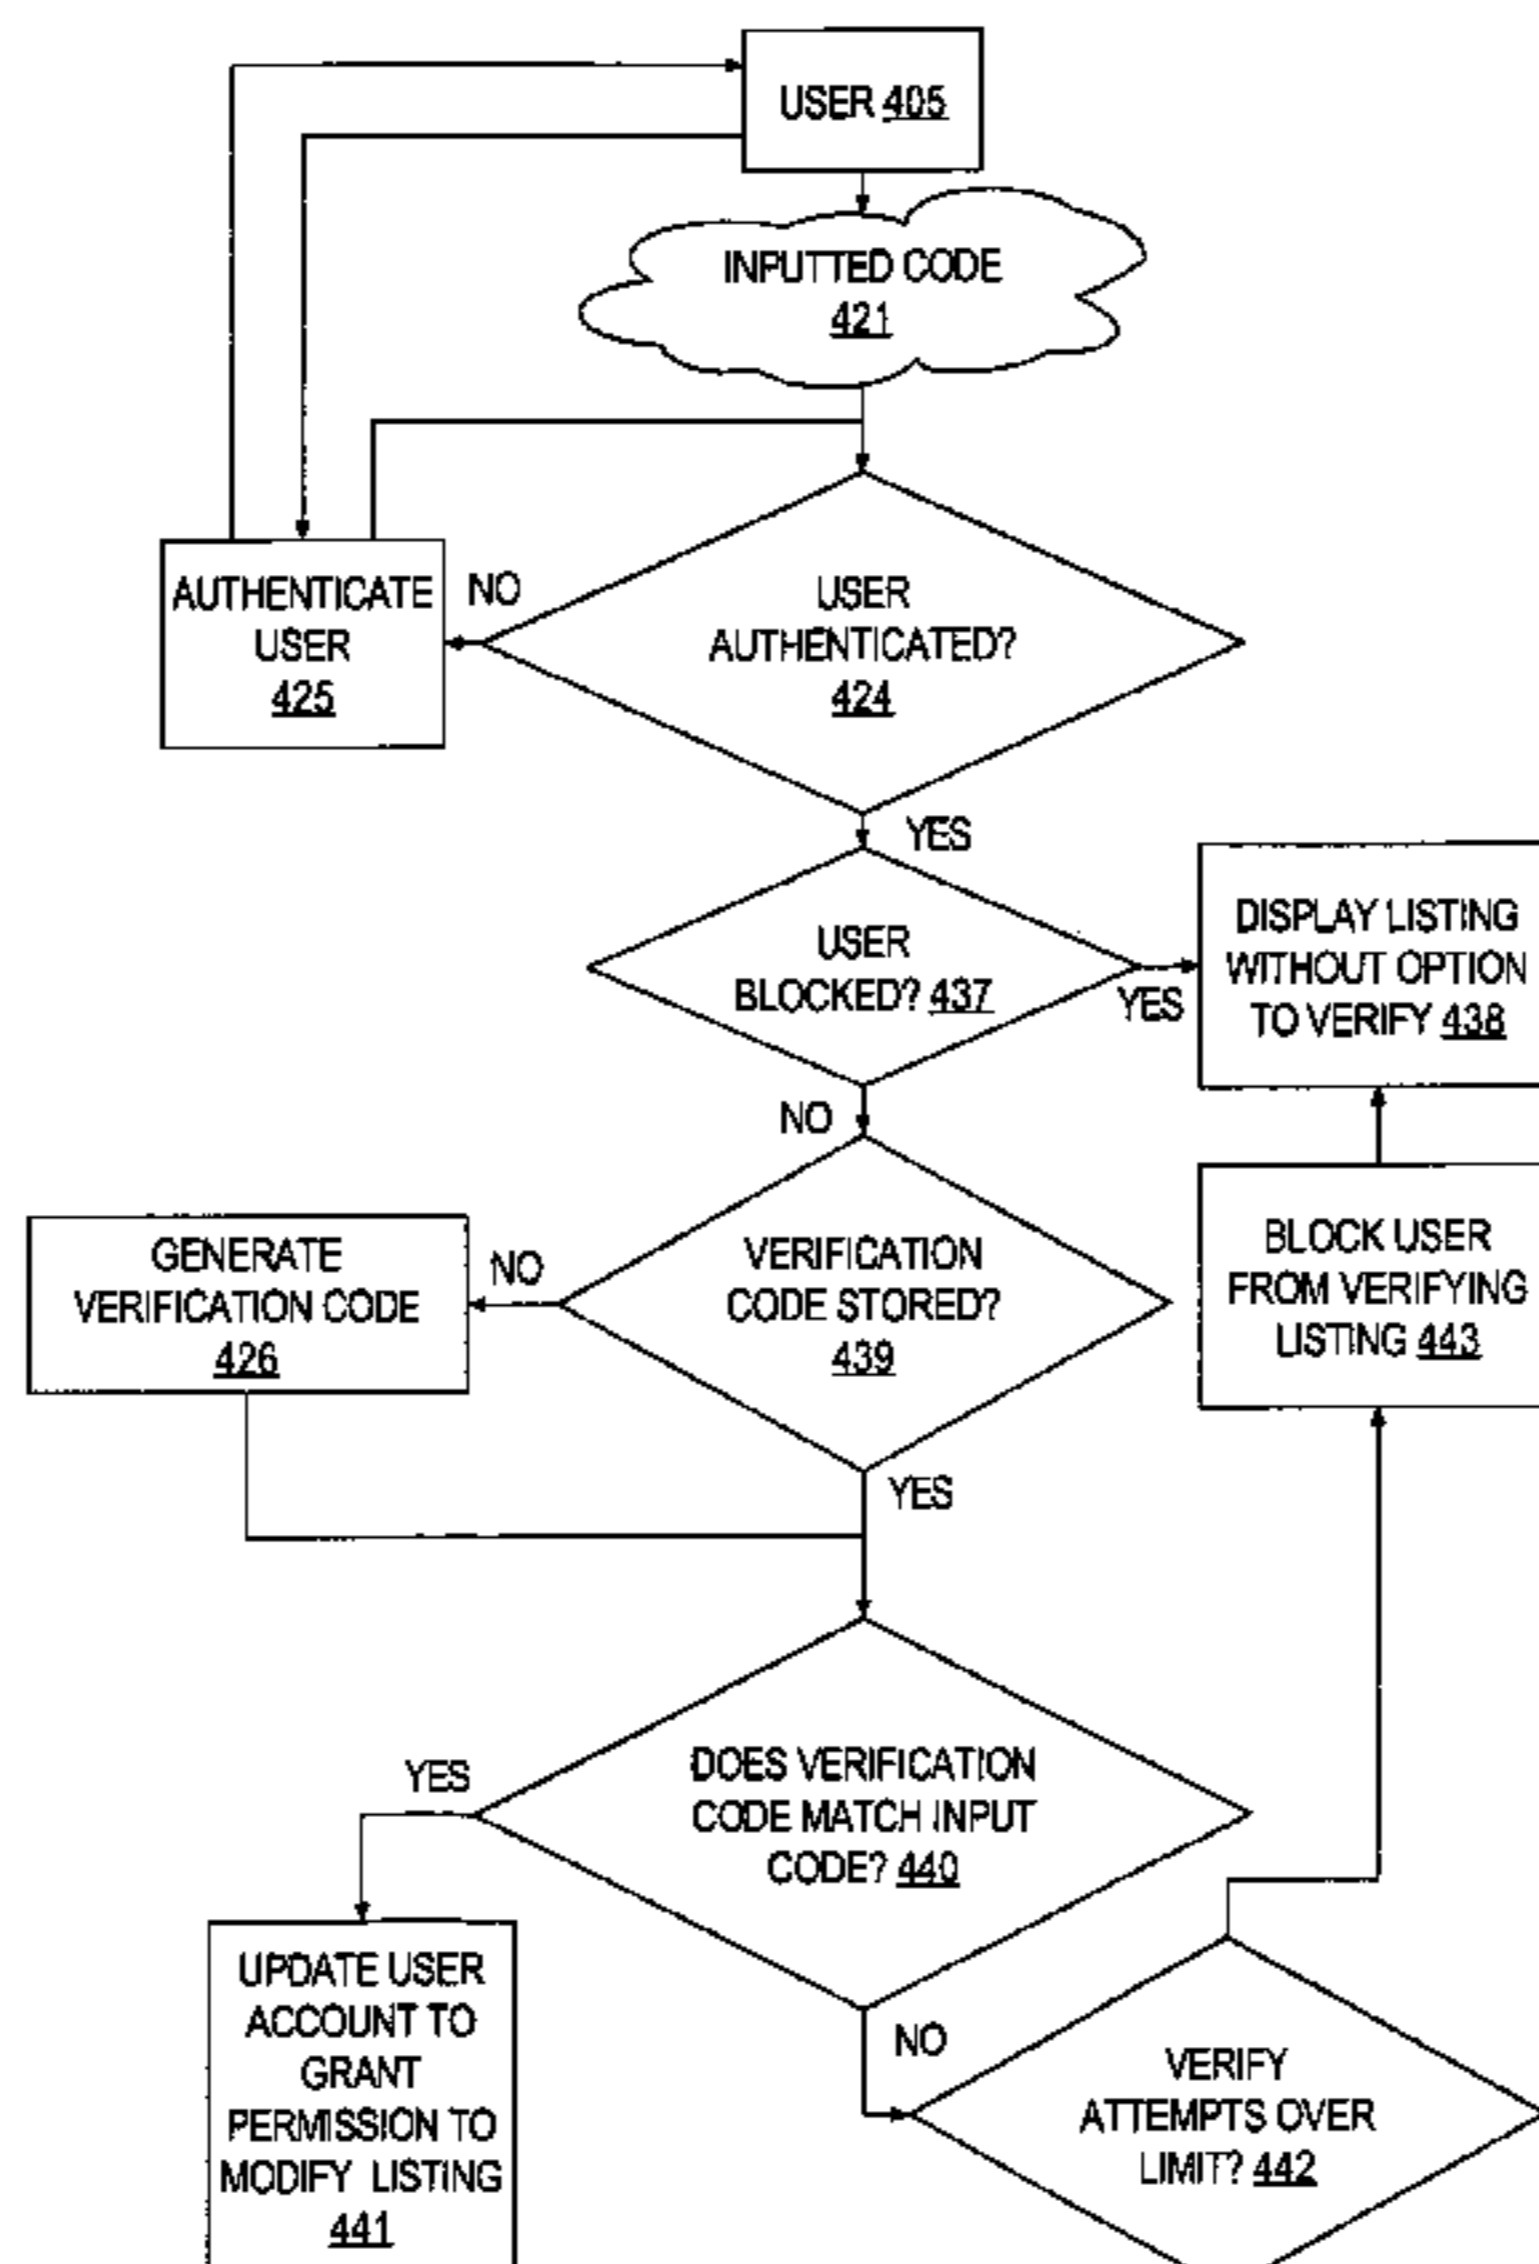 USER 405
INPUTTED CODE
421
AUTHENTICATE
USER
425
NO
USER
AUTHENTICATED?
424
YES
USER
BLOCKED? 437
YES
DISPLAY LISTING
WITHOUT OPTION
TO VERIFY 438
NO
GENERATE
VERIFICATION CODE
426
NO
VERIFICATION
CODE STORED?
439
BLOCK USER
FROM VERIFYING
LISTING 443
YES
YES
DOES VERIFICATION
CODE MATCH INPUT
CODE? 440
UPDATE USER
ACCOUNT TO
GRANT
PERMISSION TO
MODIFY LISTING
441
NO
VERIFY
ATTEMPTS OVER
LIMIT? 442